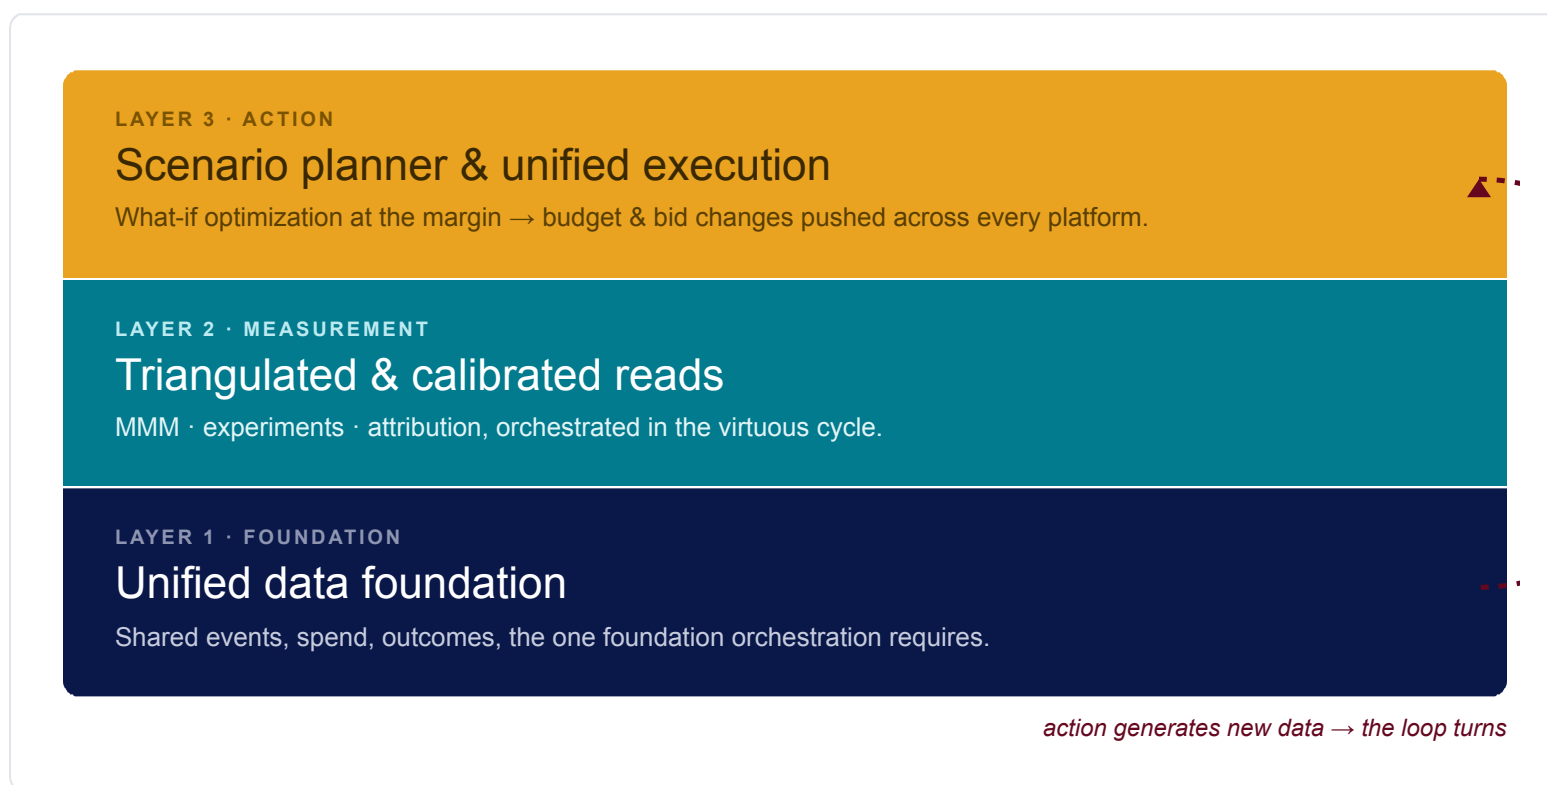 LAYER 3 · ACTION
Scenario planner & unified execution
What-if optimization at the margin → budget & bid changes pushed across every platform.
LAYER 2 · MEASUREMENT
Triangulated & calibrated reads
MMM · experiments · attribution, orchestrated in the virtuous cycle.
LAYER 1 · FOUNDATION
Unified data foundation
Shared events, spend, outcomes, the one foundation orchestration requires.
action generates new data → the loop turns